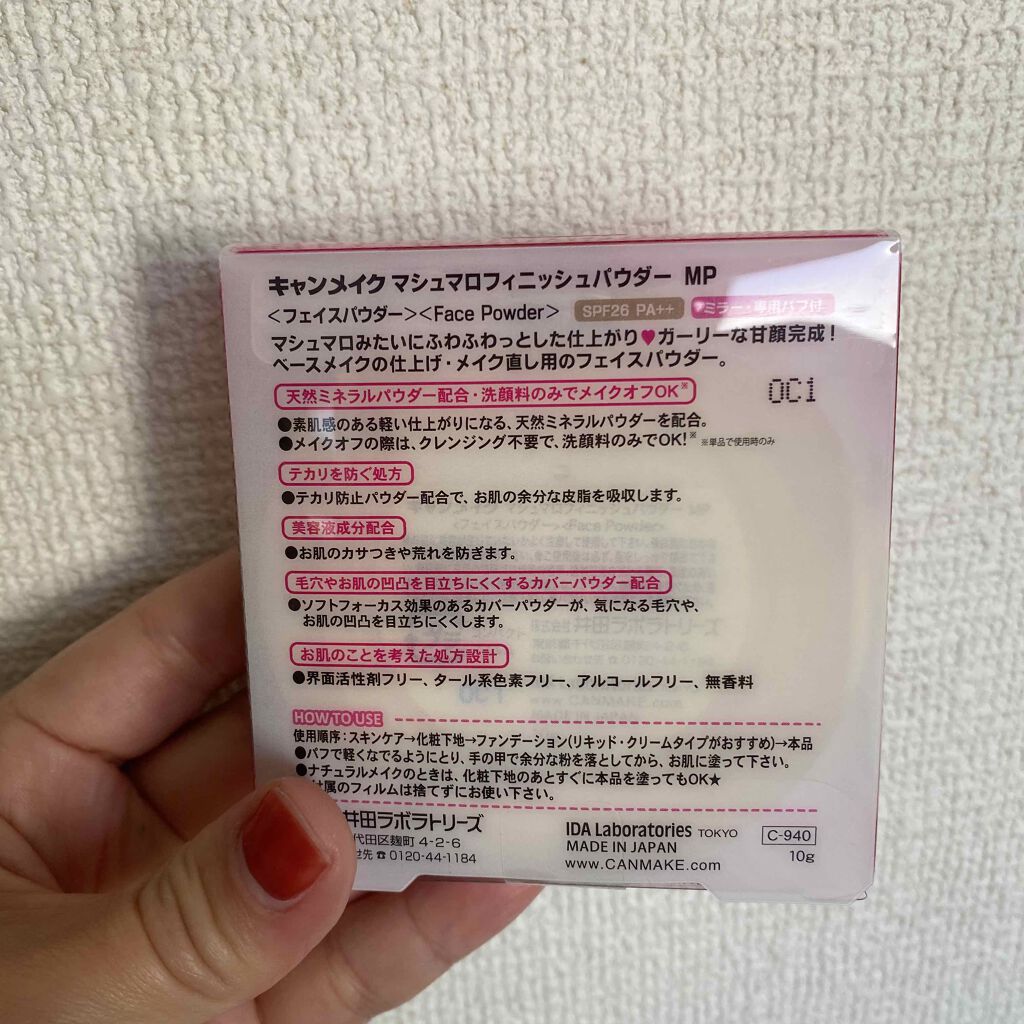 キャンメイク マシュマロフィニッシュパウダー MP
<フェイスパウダー><Face Powder> SPF26 PA++ ♥ミラー・専用パフ付
マシュマロみたいにふわふわっとした仕上がり♥ガーリーな甘顔完成!
ベースメイクの仕上げ・メイク直し用のフェイスパウダー。
天然ミネラルパウダー配合・洗顔料のみでメイクオフOK※
0C1
●素肌感のある軽い仕上がりになる、天然ミネラルパウダーを配合。
●メイクオフの際は、クレンジング不要で、洗顔料のみでOK!※ ※単品で使用時のみ
テカリを防ぐ処方
●テカリ防止パウダー配合で、お肌の余分な皮脂を吸収します。
美容液成分配合
●お肌のカサつきや荒れを防ぎます。
毛穴やお肌の凹凸を目立ちにくくするカバーパウダー配合
●ソフトフォーカス効果のあるカバーパウダーが、気になる毛穴や、
お肌の凹凸を目立ちにくくします。
お肌のことを考えた処方設計
●界面活性剤フリー、タール系色素フリー、アルコールフリー、無香料
HOW TO USE
使用順序:スキンケア→化粧下地→ファンデーション(リキッド・クリームタイプがおすすめ)→本品
●パフで軽くなでるようにとり、手の甲で余分な粉を落としてから、お肌に塗って下さい。
●ナチュラルメイクのときは、化粧下地のあとすぐに本品を塗ってもOK★
属のフィルムは捨てずにお使い下さい。
井田ラボラトリーズ
代田区麹町 4-2-6
せ先 ☎ 0120-44-1184
IDA Laboratories TOKYO
MADE IN JAPAN
www.CANMAKE.com
C-940
10g